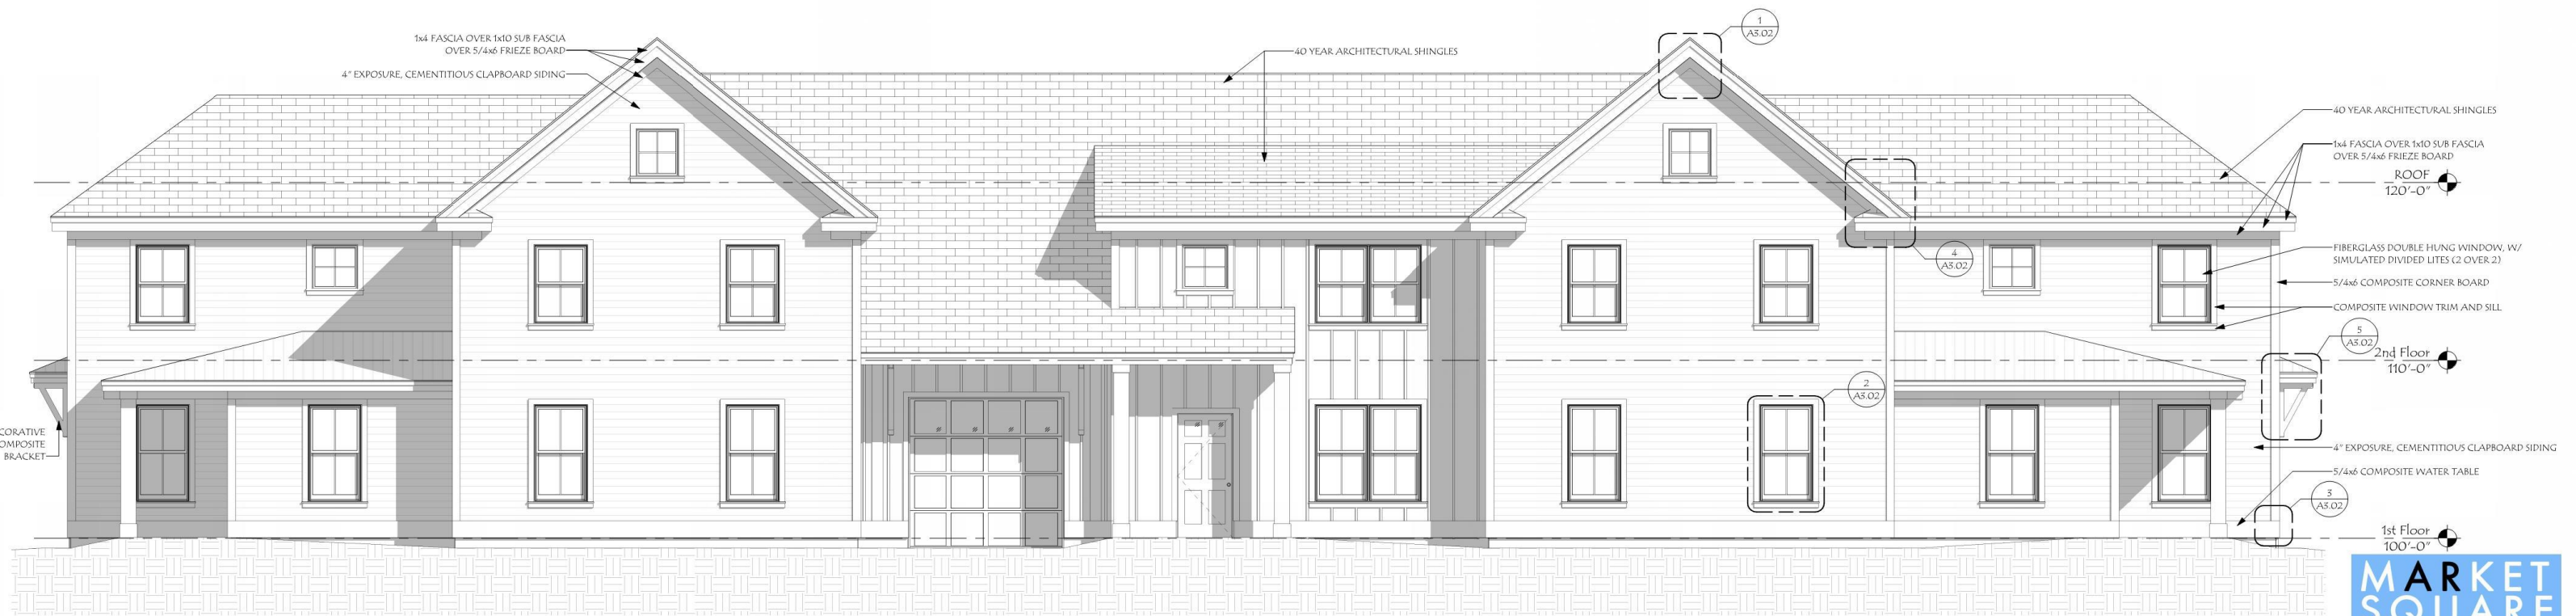 1x4 FASCIA OVER 1x10 SUB FASCIA
OVER 5/4x6 FRIEZE BOARD
4" EXPOSURE, CEMENTITIOUS CLAPBOARD SIDING
40 YEAR ARCHITECTURAL SHINGLES
1
A3.02
40 YEAR ARCHITECTURAL SHINGLES
1x4 FASCIA OVER 1x10 SUB FASCIA
OVER 5/4x6 FRIEZE BOARD
ROOF
120'-0"
4
A3.02
FIBERGLASS DOUBLE HUNG WINDOW, W/
SIMULATED DIVIDED LITES (2 OVER 2)
5/4x6 COMPOSITE CORNER BOARD
COMPOSITE WINDOW TRIM AND SILL
5
A3.02
2nd Floor
110'-0"
2
A3.02
CORATIVE
OMPOSITE
BRACKET
4" EXPOSURE, CEMENTITIOUS CLAPBOARD SIDING
5/4x6 COMPOSITE WATER TABLE
3
A3.02
1st Floor
100'-0"
MARKET
SQUARE